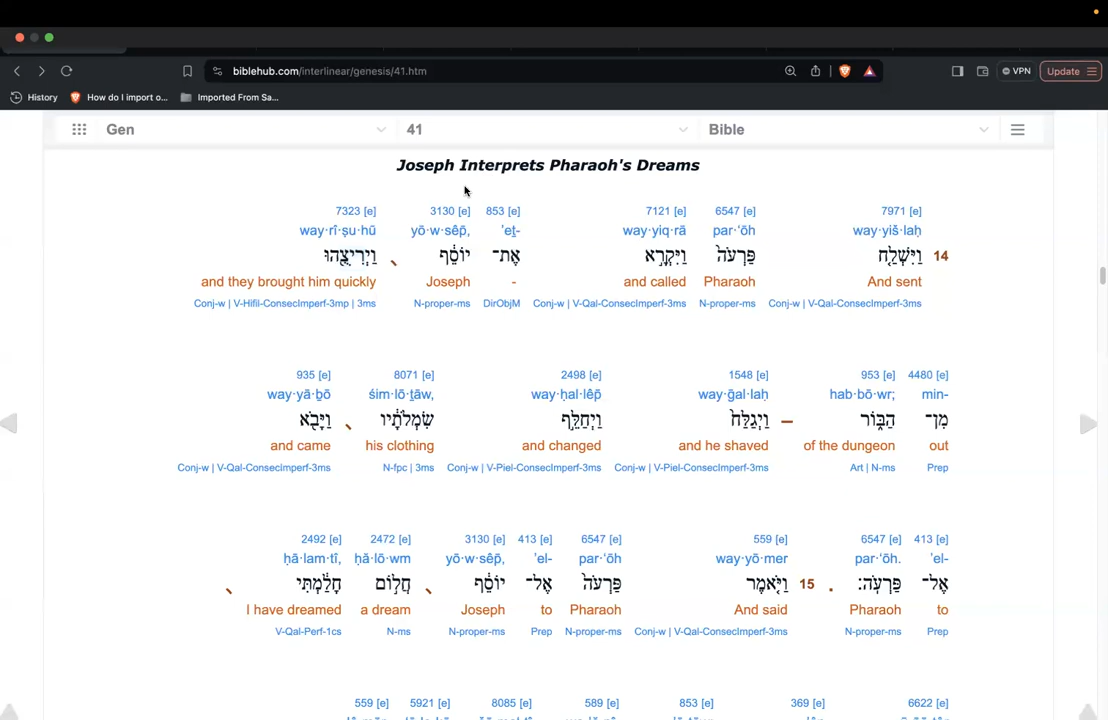 biblehub.com/interlinear/genesis/41.htm
VPN
Update
History How do I import o... Imported From Sa...
Gen 41 Bible
Joseph Interprets Pharaoh's Dreams
7323 [e] 3130 [e] 853 [e] 7121 [e] 6547 [e] 7971 [e]
way·rî·ṣu·hū yō·w·sêp̄, ’eṯ- way·yiq·rā par·‘ōh way·yiš·laḥ
14 וַיִּשְׁלַ֤ח פַּרְעֹה֙ וַיִּקְרָ֣א אֶת־ יוֹסֵ֔ף 、 וַיְרִיצֻ֖הוּ
and they brought him quickly Joseph - and called Pharaoh And sent
Conj-w | V-Hifil-ConsecImperf-3mp | 3ms N-proper-ms DirObjM Conj-w | V-Qal-ConsecImperf-3ms N-proper-ms Conj-w | V-Qal-ConsecImperf-3ms
935 [e] 8071 [e] 2498 [e] 1548 [e] 953 [e] 4480 [e]
way·yā·ḇō śim·lō·ṯāw, way·ḥal·lêp̄ way·ḡal·laḥ hab·bō·wr; min-
מִן־ הַבּ֑וֹר – וַיְגַלַּח֙ וַיְחַלֵּ֣ף שִׂמְלֹתָ֔יו 、 וַיָּבֹ֖א
and came his clothing and changed and he shaved of the dungeon out
Conj-w | V-Qal-ConsecImperf-3ms N-fpc | 3ms Conj-w | V-Piel-ConsecImperf-3ms Conj-w | V-Piel-ConsecImperf-3ms Art | N-ms Prep
2492 [e] 2472 [e] 3130 [e] 413 [e] 6547 [e] 559 [e] 6547 [e] 413 [e]
ḥā·lam·tî, ḥă·lō·wm yō·w·sêp̄, ’el- par·‘ōh way·yō·mer par·‘ōh. ’el-
אֶל־ פַּרְעֹֽה׃ . 15 וַיֹּ֤אמֶר פַּרְעֹה֙ אֶל־ יוֹסֵ֔ף 、 חֲל֣וֹם חָלַ֔מְתִּי 、
I have dreamed a dream Joseph to Pharaoh And said Pharaoh to
V-Qal-Perf-1cs N-ms N-proper-ms Prep N-proper-ms Conj-w | V-Qal-ConsecImperf-3ms N-proper-ms Prep
559 [e] 5921 [e] 8085 [e] 589 [e] 853 [e] 369 [e] 6622 [e]